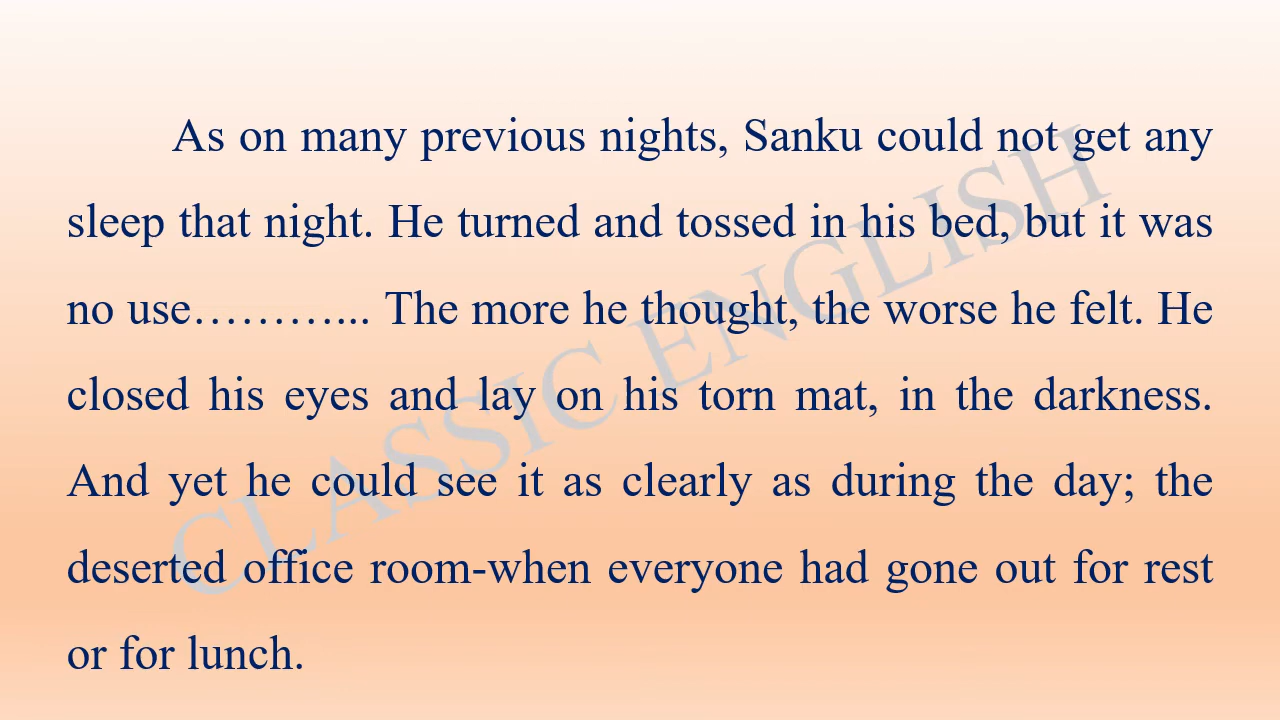 As on many previous nights, Sanku could not get any
sleep that night. He turned and tossed in his bed, but it was
no use………... The more he thought, the worse he felt. He
closed his eyes and lay on his torn mat, in the darkness.
And yet he could see it as clearly as during the day; the
deserted office room-when everyone had gone out for rest
or for lunch.
CLASSIC ENGLISH